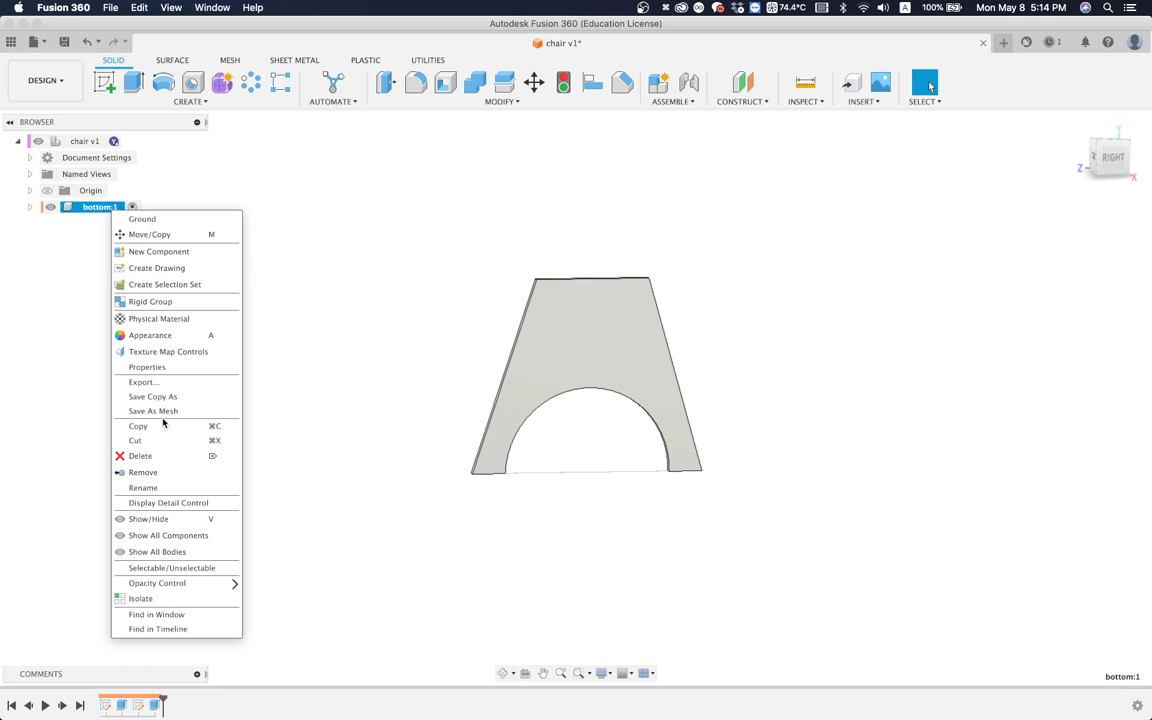 Fusion 360 File Edit View Window Help 74.4°C A 100% Mon May 8 5:14 PM
Autodesk Fusion 360 (Education License)
chair v1* 1
SOLID SURFACE MESH SHEET METAL PLASTIC UTILITIES
DESIGN
CREATE AUTOMATE MODIFY ASSEMBLE CONSTRUCT INSPECT INSERT SELECT
BROWSER
chair v1
Document Settings
Named Views
Origin
bottom:1
Y
RIGHT
Z
X
Ground
Move/Copy M
New Component
Create Drawing
Create Selection Set
Rigid Group
Physical Material
Appearance A
Texture Map Controls
Properties
Export...
Save Copy As
Save As Mesh
Copy ⌘C
Cut ⌘X
Delete ⌦
Remove
Rename
Display Detail Control
Show/Hide V
Show All Components
Show All Bodies
Selectable/Unselectable
Opacity Control
Isolate
Find in Window
Find in Timeline
COMMENTS
bottom:1